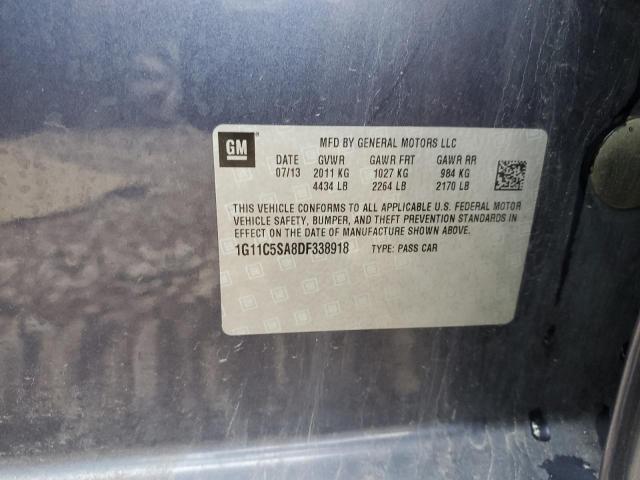 GM
MFD BY GENERAL MOTORS LLC
DATE GVWR GAWR FRT GAWR RR
07/13 2011 KG 1027 KG 984 KG
4434 LB 2264 LB 2170 LB
THIS VEHICLE CONFORMS TO ALL APPLICABLE U.S. FEDERAL MOTOR
VEHICLE SAFETY, BUMPER, AND THEFT PREVENTION STANDARDS IN
EFFECT ON THE DATE OF MANUFACTURE SHOWN ABOVE.
1G11C5SA8DF338918 TYPE: PASS CAR